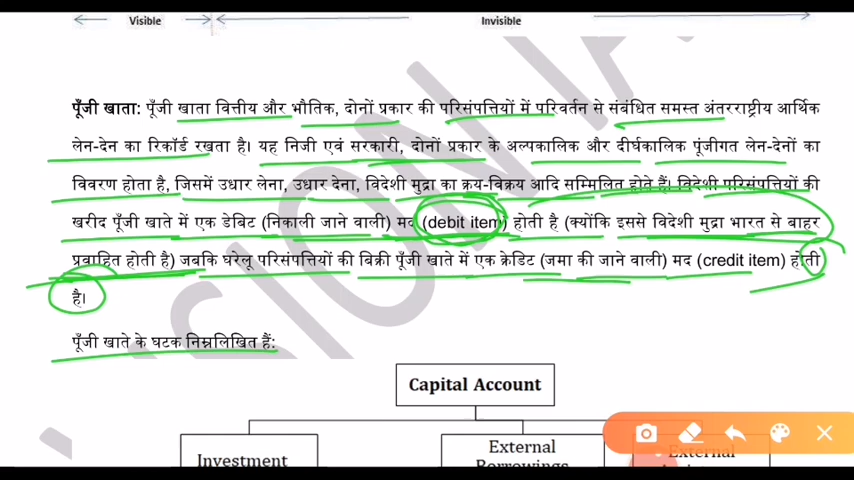 Visible Invisible
पूँजी खाता: पूँजी खाता वित्तीय और भौतिक, दोनों प्रकार की परिसंपत्तियों में परिवर्तन से संबंधित समस्त अंतरराष्ट्रीय आर्थिक
लेन-देन का रिकॉर्ड रखता है। यह निजी एवं सरकारी, दोनों प्रकार के अल्पकालिक और दीर्घकालिक पूंजीगत लेन-देनों का
विवरण होता है, जिसमें उधार लेना, उधार देना, विदेशी मुद्रा का क्रय-विक्रय आदि सम्मिलित होते हैं। विदेशी परिसंपत्तियों की
खरीद पूँजी खाते में एक डेबिट (निकाली जाने वाली) मद (debit item) होती है (क्योंकि इससे विदेशी मुद्रा भारत से बाहर
प्रवाहित होती है) जबकि घरेलू परिसंपत्तियों की बिक्री पूँजी खाते में एक क्रेडिट (जमा की जाने वाली) मद (credit item) होती
है।
पूँजी खाते के घटक निम्नलिखित हैं:
Capital Account
Investment External External
Borrowings